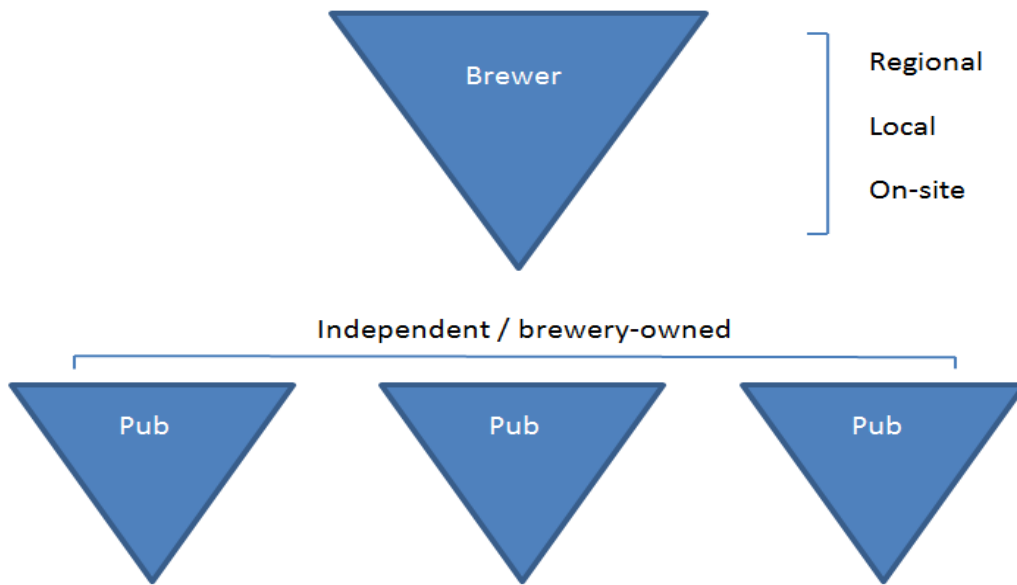 Brewer
Regional
Local
On-site
Independent / brewery-owned
Pub
Pub
Pub